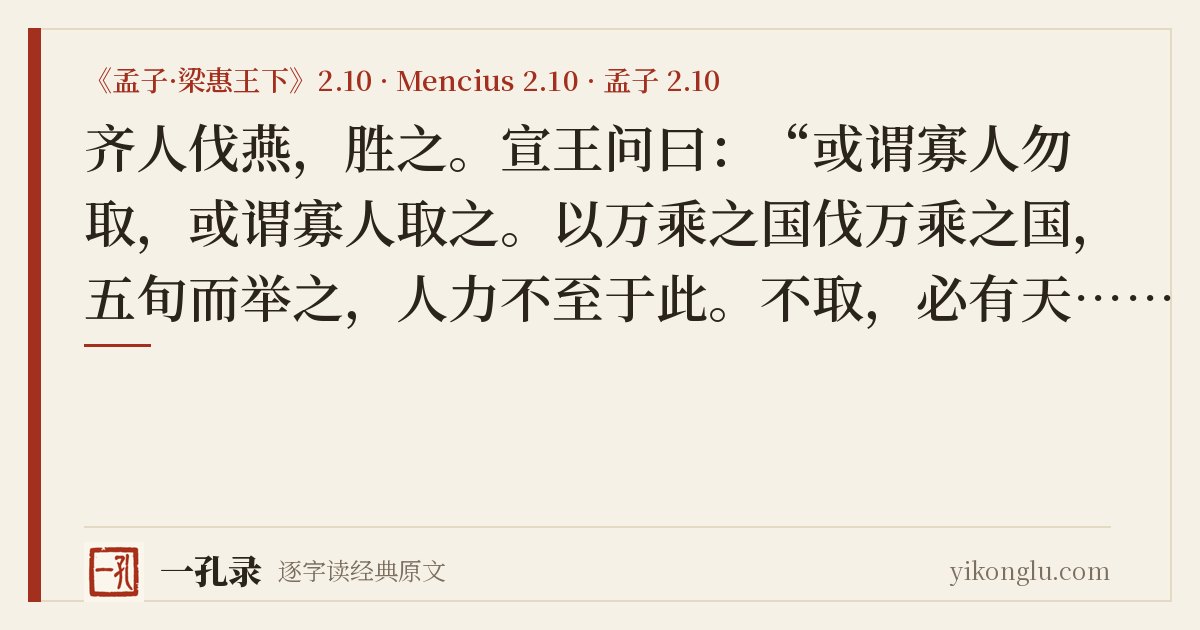 《孟子·梁惠王下》2.10 · Mencius 2.10 · 孟子 2.10
齐人伐燕，胜之。宣王问曰：“或谓寡人勿
取，或谓寡人取之。以万乘之国伐万乘之国，
五旬而举之，人力不至于此。不取，必有天……
一孔
一孔录 逐字读经典原文
yikonglu.com